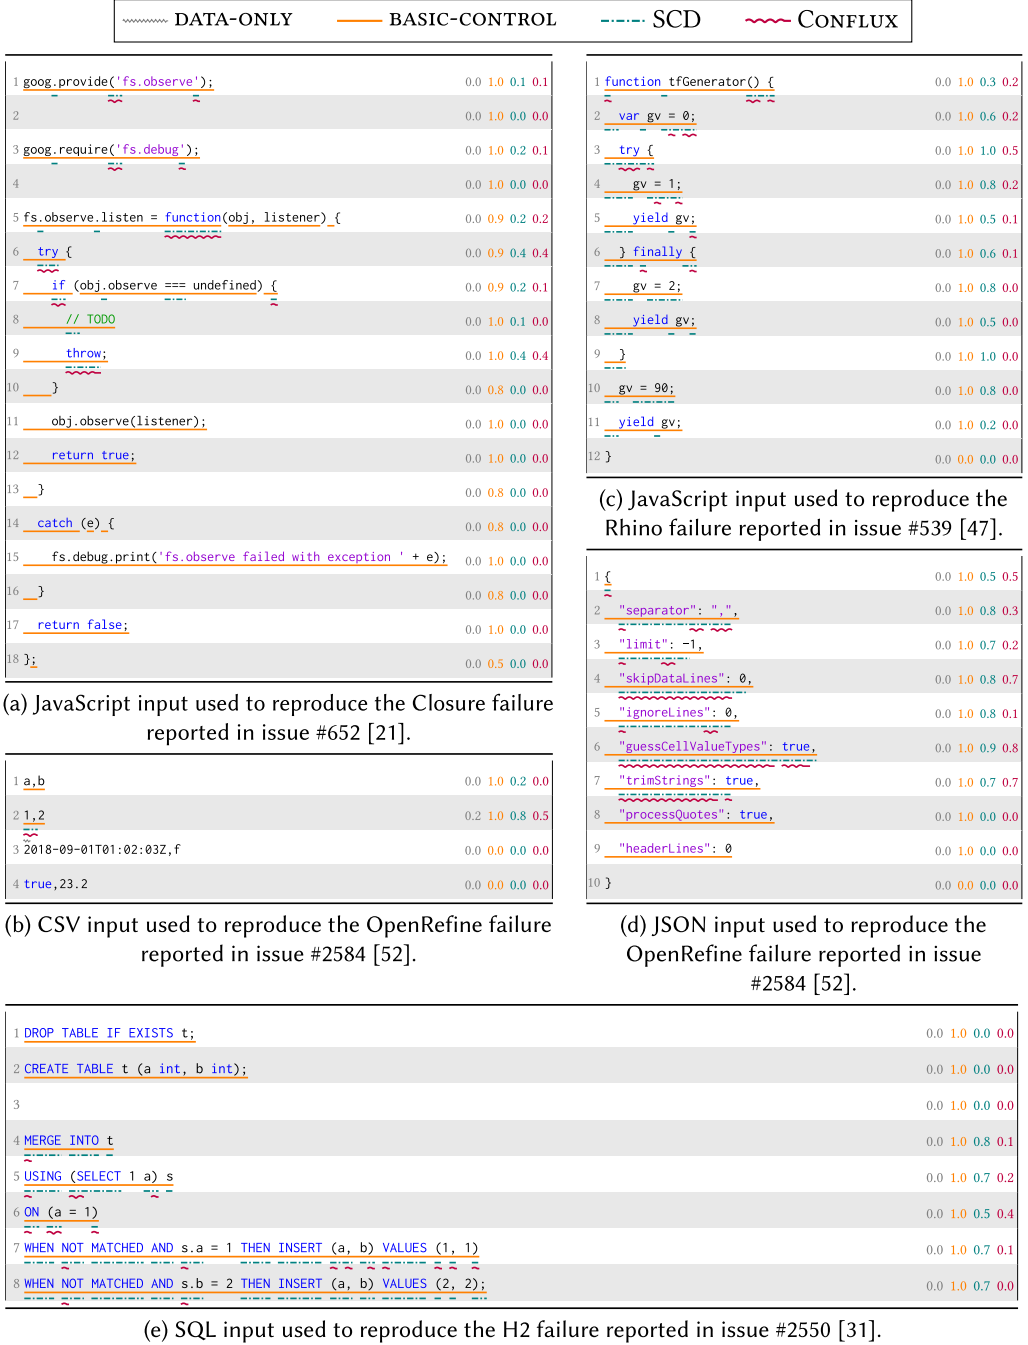 DATA-ONLY BASIC-CONTROL SCD CONFLUX
1 goog.provide('fs.observe'); 0.0 1.0 0.1 0.1
2 0.0 1.0 0.0 0.0
3 goog.require('fs.debug'); 0.0 1.0 0.2 0.1
4 0.0 1.0 0.0 0.0
5 fs.observe.listen = function(obj, listener) { 0.0 0.9 0.2 0.2
6 try { 0.0 0.9 0.4 0.4
7 if (obj.observe === undefined) { 0.0 0.9 0.2 0.1
8 // TODO 0.0 1.0 0.1 0.0
9 throw; 0.0 1.0 0.4 0.4
10 } 0.0 0.8 0.0 0.0
11 obj.observe(listener); 0.0 1.0 0.0 0.0
12 return true; 0.0 1.0 0.0 0.0
13 } 0.0 0.8 0.0 0.0
14 catch (e) { 0.0 0.8 0.0 0.0
15 fs.debug.print('fs.observe failed with exception ' + e); 0.0 1.0 0.0 0.0
16 } 0.0 0.8 0.0 0.0
17 return false; 0.0 1.0 0.0 0.0
18 }; 0.0 0.5 0.0 0.0
(a) JavaScript input used to reproduce the Closure failure
reported in issue #652 [21].
1 a,b 0.0 1.0 0.2 0.0
2 1,2 0.2 1.0 0.8 0.5
3 2018-09-01T01:02:03Z,f 0.0 0.0 0.0 0.0
4 true,23.2 0.0 0.0 0.0 0.0
(b) CSV input used to reproduce the OpenRefine failure
reported in issue #2584 [52].
1 function tfGenerator() { 0.0 1.0 0.3 0.2
2 var gv = 0; 0.0 1.0 0.6 0.2
3 try { 0.0 1.0 1.0 0.5
4 gv = 1; 0.0 1.0 0.8 0.2
5 yield gv; 0.0 1.0 0.5 0.1
6 } finally { 0.0 1.0 0.6 0.1
7 gv = 2; 0.0 1.0 0.8 0.0
8 yield gv; 0.0 1.0 0.5 0.0
9 } 0.0 1.0 1.0 0.0
10 gv = 90; 0.0 1.0 0.8 0.0
11 yield gv; 0.0 1.0 0.2 0.0
12 } 0.0 0.0 0.0 0.0
(c) JavaScript input used to reproduce the
Rhino failure reported in issue #539 [47].
1 { 0.0 1.0 0.5 0.5
2 "separator": ",", 0.0 1.0 0.8 0.3
3 "limit": −1, 0.0 1.0 0.7 0.2
4 "skipDataLines": 0, 0.0 1.0 0.8 0.7
5 "ignoreLines": 0, 0.0 1.0 0.8 0.1
6 "guessCellValueTypes": true, 0.0 1.0 0.9 0.8
7 "trimStrings": true, 0.0 1.0 0.7 0.7
8 "processQuotes": true, 0.0 1.0 0.0 0.0
9 "headerLines": 0 0.0 1.0 0.0 0.0
10 } 0.0 0.0 0.0 0.0
(d) JSON input used to reproduce the
OpenRefine failure reported in issue
#2584 [52].
1 DROP TABLE IF EXISTS t; 0.0 1.0 0.0 0.0
2 CREATE TABLE t (a int, b int); 0.0 1.0 0.0 0.0
3 0.0 1.0 0.0 0.0
4 MERGE INTO t 0.0 1.0 0.8 0.1
5 USING (SELECT 1 a) s 0.0 1.0 0.7 0.2
6 ON (a = 1) 0.0 1.0 0.5 0.4
7 WHEN NOT MATCHED AND s.a = 1 THEN INSERT (a, b) VALUES (1, 1) 0.0 1.0 0.7 0.1
8 WHEN NOT MATCHED AND s.b = 2 THEN INSERT (a, b) VALUES (2, 2); 0.0 1.0 0.7 0.0
(e) SQL input used to reproduce the H2 failure reported in issue #2550 [31].